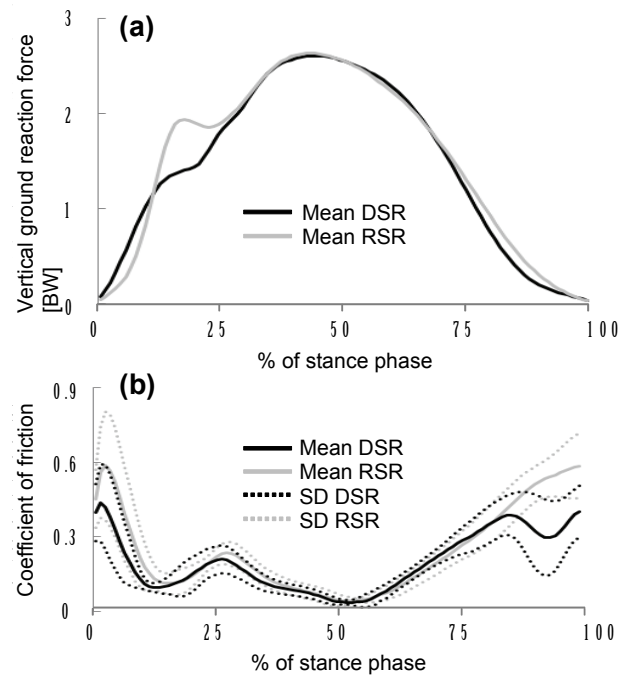 (a)
Vertical ground reaction force
[BW]
3
2
1
0
Mean DSR
Mean RSR
0 25 50 75 100
% of stance phase
(b)
Coefficient of friction
0.9
0.6
0.3
0
Mean DSR
Mean RSR
SD DSR
SD RSR
0 25 50 75 100
% of stance phase